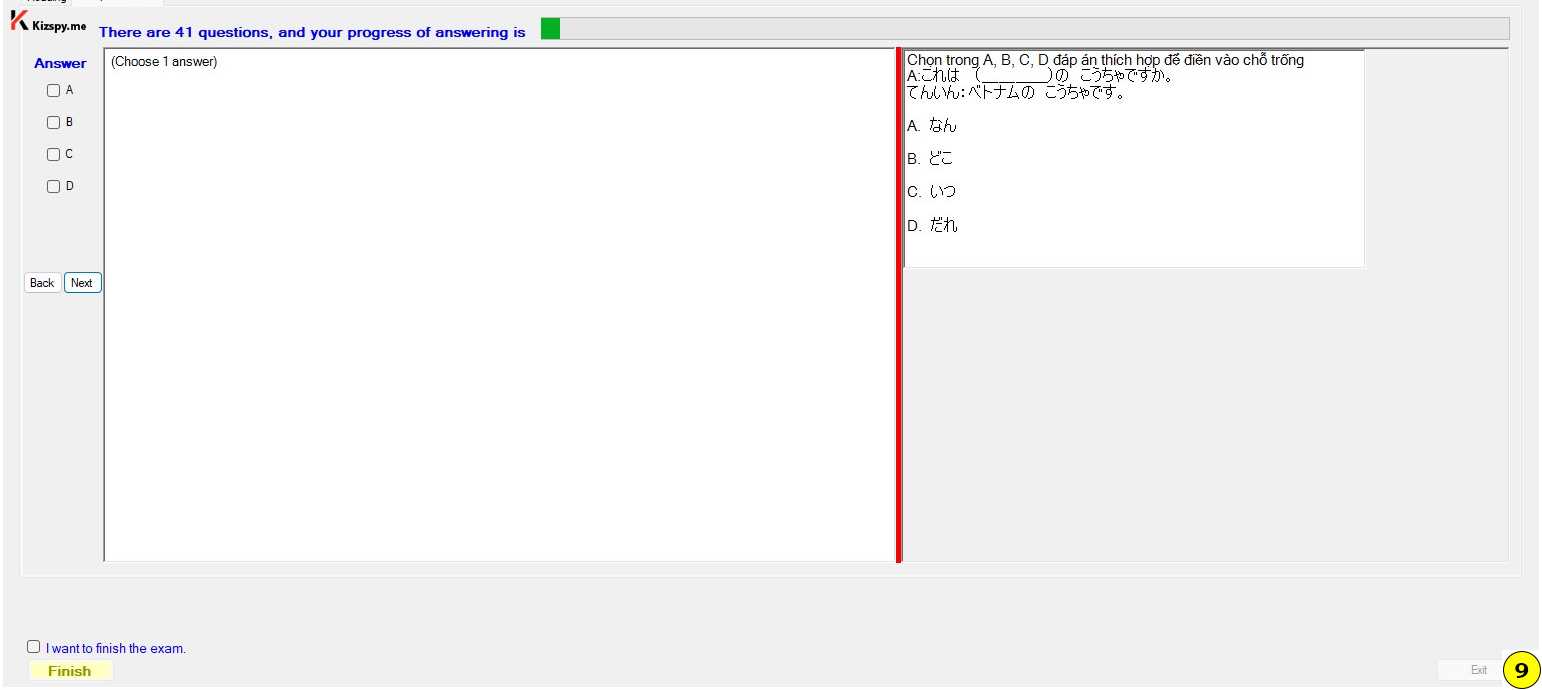 Kizspy.me
There are 41 questions, and your progress of answering is
Answer
A
B
C
D
Back
Next
(Choose 1 answer)
Chọn trong A, B, C, D đáp án thích hợp để điền vào chỗ trống
A:これは (________)の こうちゃですか。
てんいん:ベトナムの こうちゃです。
A. なん
B. どこ
C. いつ
D. だれ
I want to finish the exam.
Finish
Exit
9